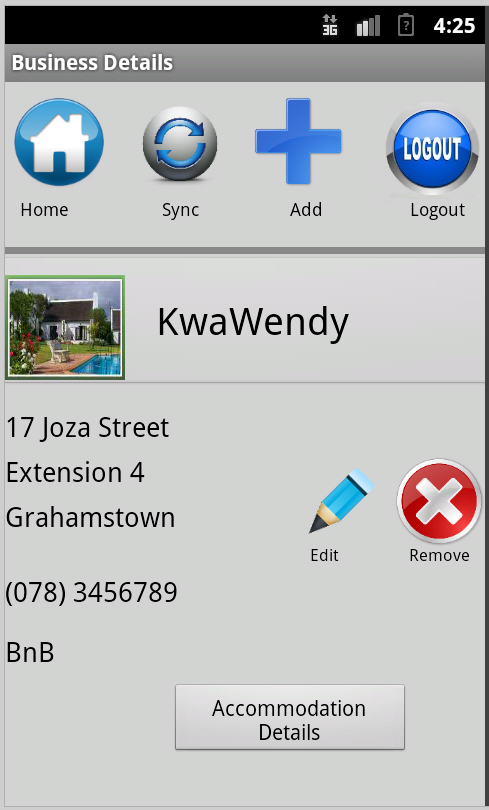 3G
?
4:25
Business Details
LOGOUT
Home
Sync
Add
Logout
KwaWendy
17 Joza Street
Extension 4
Grahamstown
Edit
Remove
(078) 3456789
BnB
Accommodation
Details